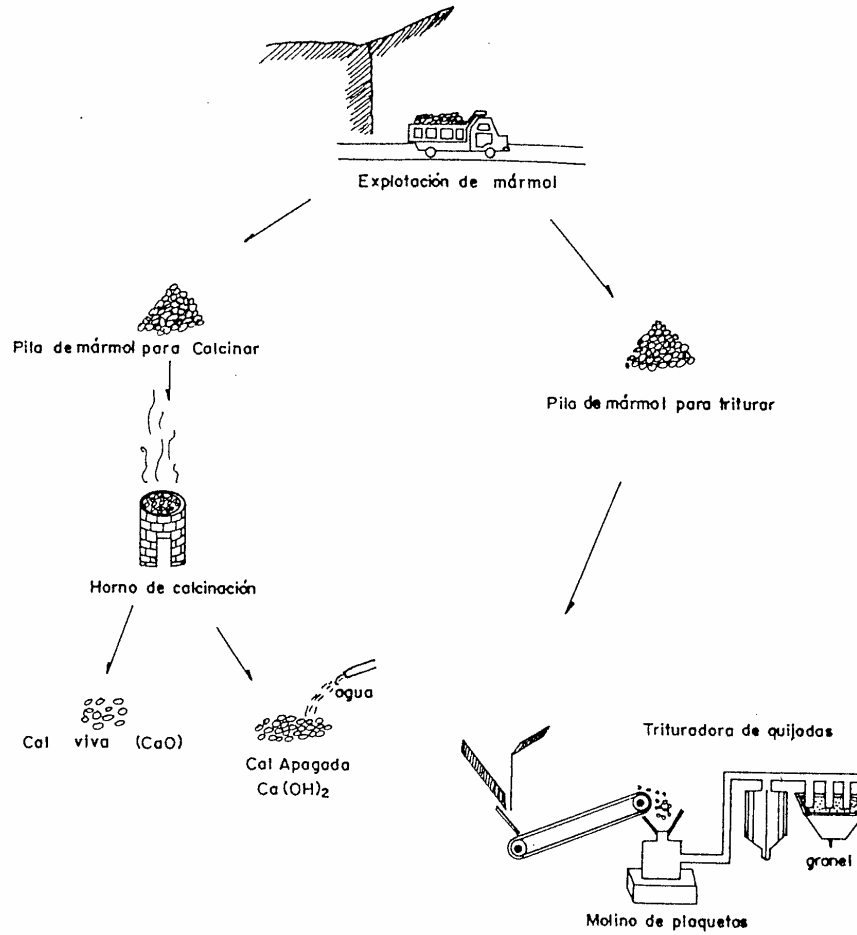 Explotación de mármol
Pila de mármol para Calcinar
Pila de mármol para triturar
Horno de calcinación
agua
Cal viva (CaO)
Cal Apagada
Ca(OH)₂
Trituradora de quijadas
granel
Molino de plaquetas